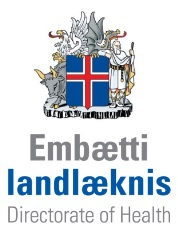 Embætti
landlæknis
Directorate of Health